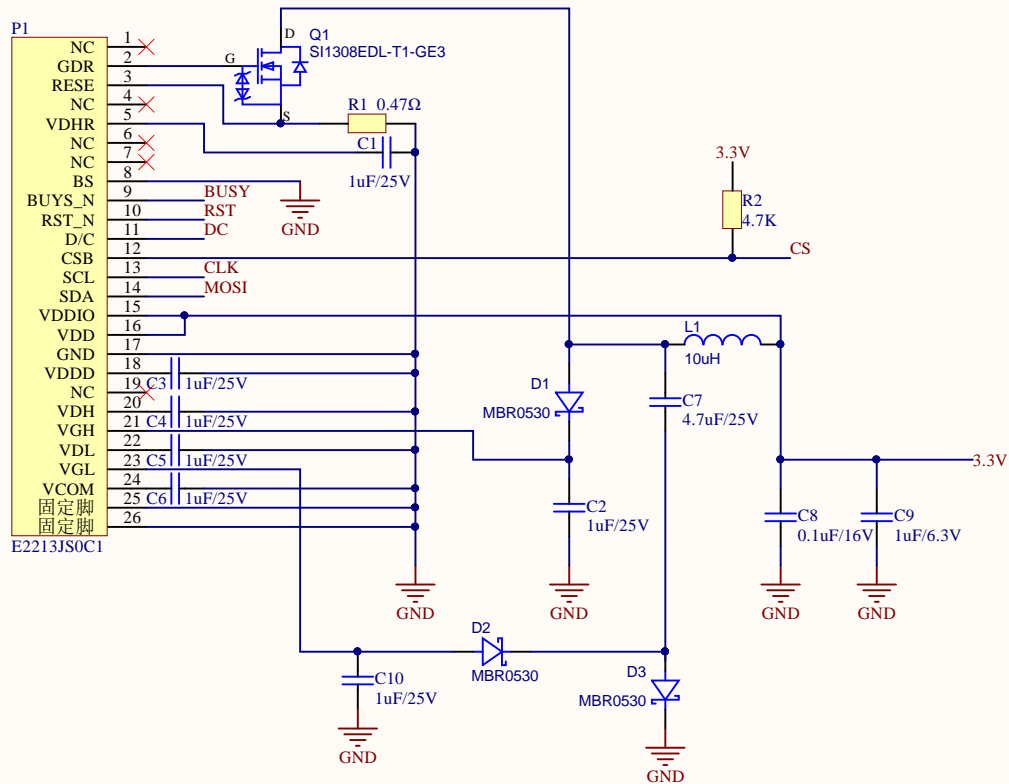 P1
NC 1
GDR 2
RESE 3
NC 4
VDHR 5
NC 6
NC 7
BS 8
BUYS_N 9 BUSY
RST_N 10 RST
D/C 11 DC
CSB 12 CS
SCL 13 CLK
SDA 14 MOSI
VDDIO 15
VDD 16
GND 17
VDDD 18
NC 19
VDH 20
VGH 21
VDL 22
VGL 23
VCOM 24
固定脚 25
固定脚 26
E2213JS0C1
D
G
S
Q1
SI1308EDL-T1-GE3
R1 0.47Ω
C1
1uF/25V
GND
3.3V
R2
4.7K
C3 1uF/25V
C4 1uF/25V
C5 1uF/25V
C6 1uF/25V
GND
L1
10uH
D1
MBR0530
C7
4.7uF/25V
C2
1uF/25V
GND
3.3V
C8
0.1uF/16V
GND
C9
1uF/6.3V
GND
D2
MBR0530
C10
1uF/25V
GND
D3
MBR0530
GND